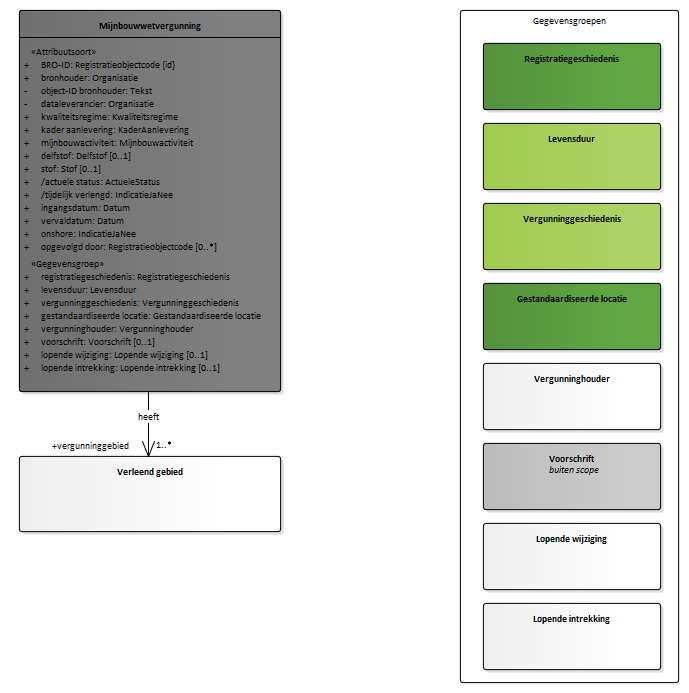 Mijnbouwwetvergunning
«Attribuutsoort»
+ BRO-ID: Registratieobjectcode {id}
+ bronhouder: Organisatie
- object-ID bronhouder: Tekst
- dataleverancier: Organisatie
+ kwaliteitsregime: Kwaliteitsregime
+ kader aanlevering: KaderAanlevering
+ mijnbouwactiviteit: Mijnbouwactiviteit
+ delfstof: Delfstof [0..1]
+ stof: Stof [0..1]
+ /actuele status: ActueleStatus
+ /tijdelijk verlengd: IndicatieJaNee
+ ingangsdatum: Datum
+ vervaldatum: Datum
+ onshore: IndicatieJaNee
+ opgevolgd door: Registratieobjectcode [0..*]
«Gegevensgroep»
+ registratiegeschiedenis: Registratiegeschiedenis
+ levensduur: Levensduur
+ vergunninggeschiedenis: Vergunninggeschiedenis
+ gestandaardiseerde locatie: Gestandaardiseerde locatie
+ vergunninghouder: Vergunninghouder
+ voorschrift: Voorschrift [0..1]
+ lopende wijziging: Lopende wijziging [0..1]
+ lopende intrekking: Lopende intrekking [0..1]
heeft
+vergunninggebied 1..*
Verleend gebied
Gegevensgroepen
Registratiegeschiedenis
Levensduur
Vergunninggeschiedenis
Gestandaardiseerde locatie
Vergunninghouder
Voorschrift
buiten scope
Lopende wijziging
Lopende intrekking